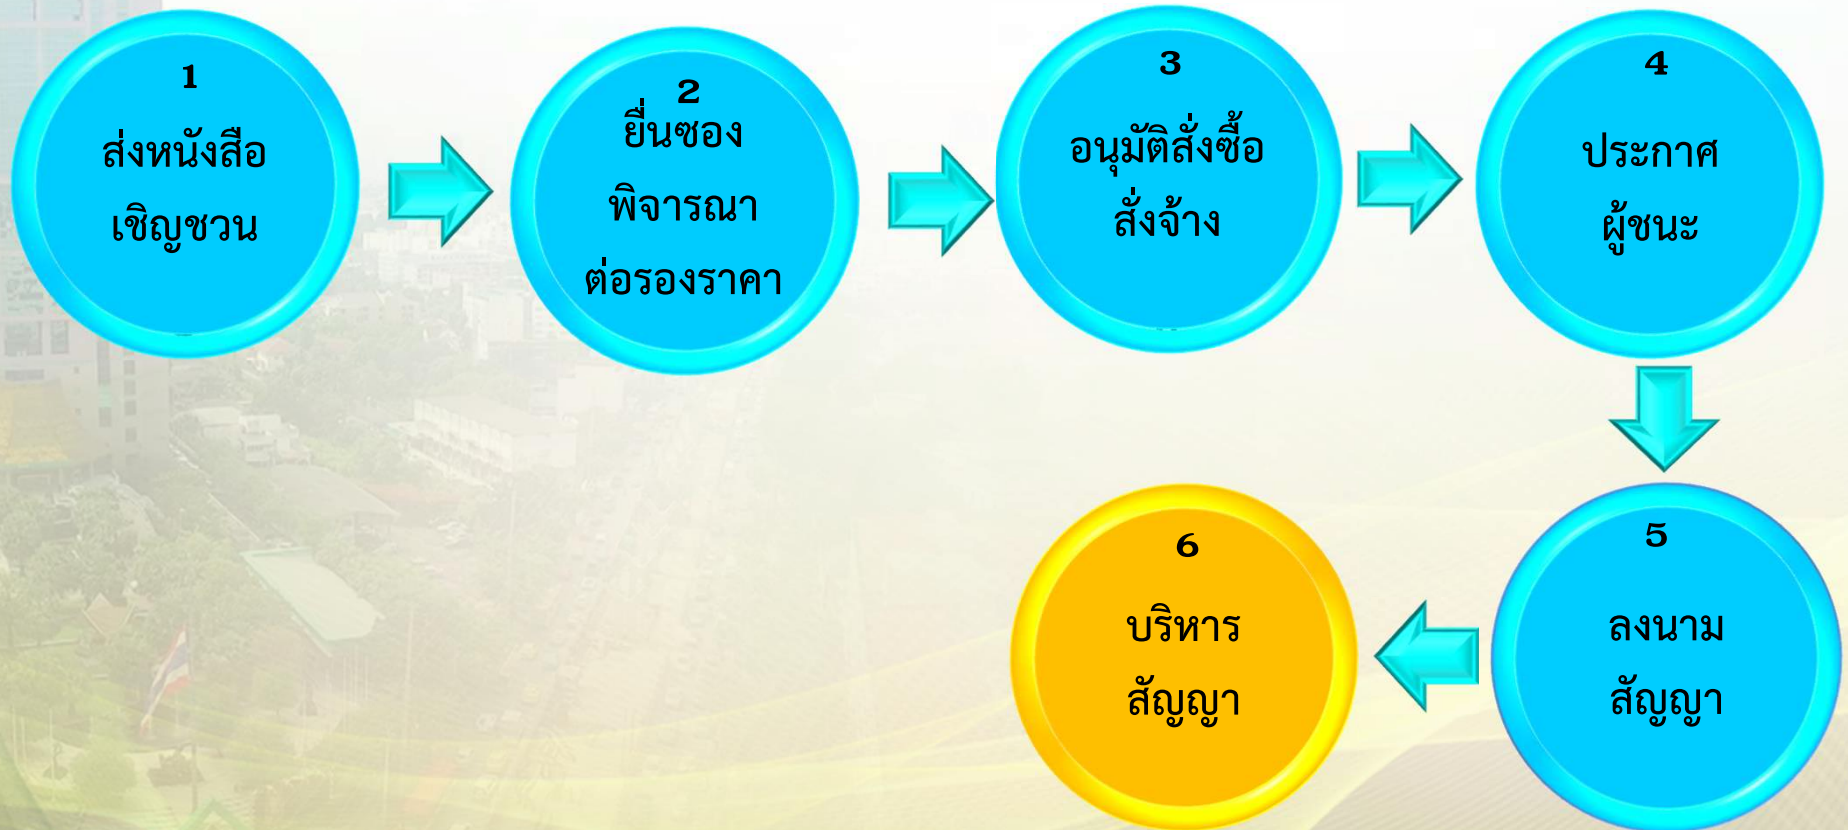 1
ส่งหนังสือ
เชิญชวน
2
ยื่นซอง
พิจารณา
ต่อรองราคา
3
อนุมัติสั่งซื้อ
สั่งจ้าง
4
ประกาศ
ผู้ชนะ
5
ลงนาม
สัญญา
6
บริหาร
สัญญา